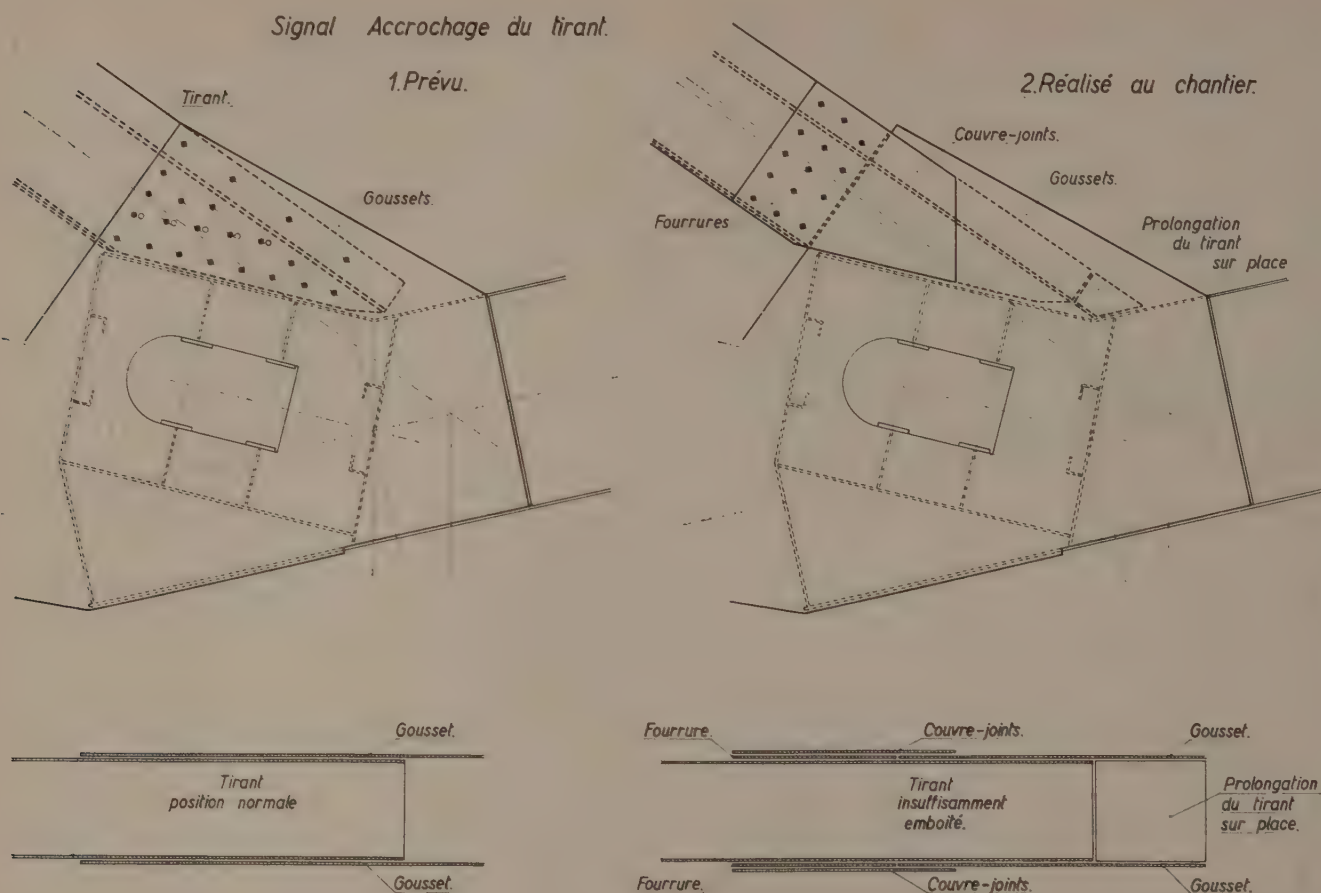 Signal Accrochage du tirant.
1. Prévu.
Tirant.
Goussets.
2. Réalisé au chantier.
Couvre-joints.
Goussets.
Fourrures
Prolongation
du tirant
sur place
Gousset.
Tirant
position normale
Gousset.
Fourrure.
Couvre-joints.
Gousset.
Tirant
insuffisamment
emboité.
Prolongation
du tirant
sur place.
Fourrure.
Couvre-joints.
Gousset.